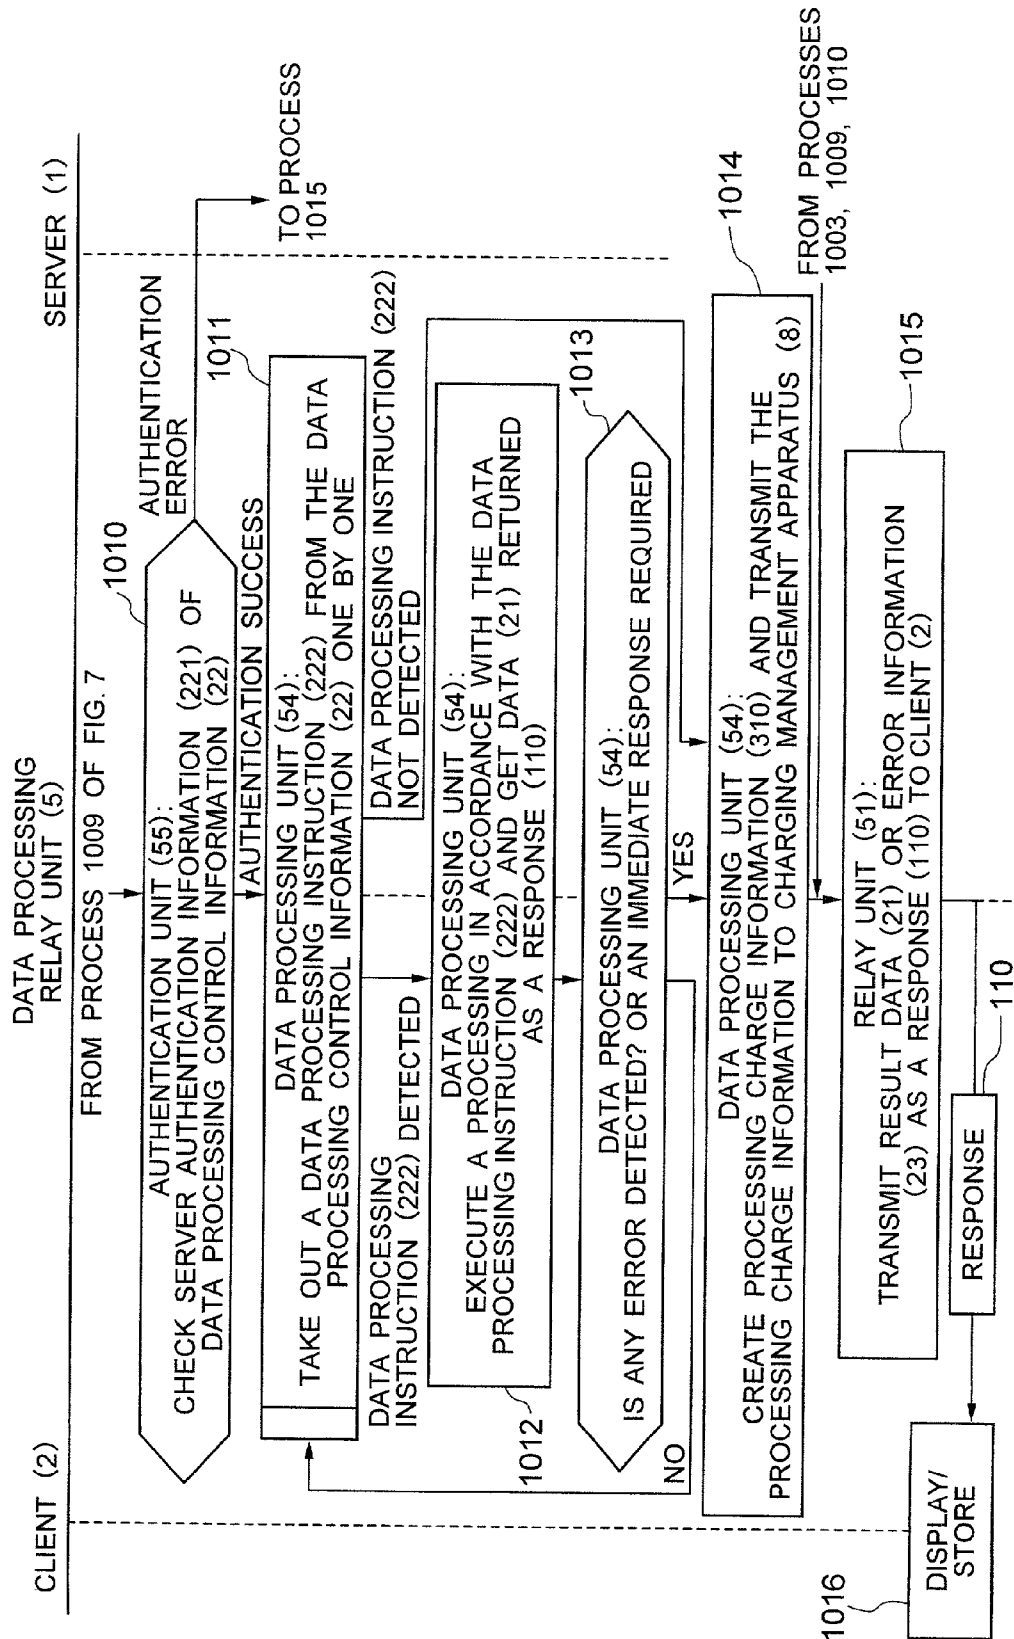 CLIENT (2)
DATA PROCESSING
RELAY UNIT (5)
SERVER (1)
FROM PROCESS 1009 OF FIG. 7
1010
AUTHENTICATION UNIT (55):
CHECK SERVER AUTHENTICATION INFORMATION (221) OF
DATA PROCESSING CONTROL INFORMATION (22)
AUTHENTICATION
ERROR
TO PROCESS
1015
AUTHENTICATION SUCCESS
1011
DATA PROCESSING UNIT (54):
TAKE OUT A DATA PROCESSING INSTRUCTION (222) FROM THE DATA
PROCESSING CONTROL INFORMATION (22) ONE BY ONE
DATA PROCESSING
INSTRUCTION (222) DETECTED
DATA PROCESSING INSTRUCTION (222)
NOT DETECTED
1012
DATA PROCESSING UNIT (54):
EXECUTE A PROCESSING IN ACCORDANCE WITH THE DATA
PROCESSING INSTRUCTION (222) AND GET DATA (21) RETURNED
AS A RESPONSE (110)
1013
DATA PROCESSING UNIT (54):
IS ANY ERROR DETECTED? OR AN IMMEDIATE RESPONSE REQUIRED
NO
YES
1014
DATA PROCESSING UNIT (54):
CREATE PROCESSING CHARGE INFORMATION (310) AND TRANSMIT THE
PROCESSING CHARGE INFORMATION TO CHARGING MANAGEMENT APPARATUS (8)
FROM PROCESSES
1003, 1009, 1010
1015
RELAY UNIT (51):
TRANSMIT RESULT DATA (21) OR ERROR INFORMATION
(23) AS A RESPONSE (110) TO CLIENT (2)
RESPONSE
110
1016
DISPLAY/
STORE